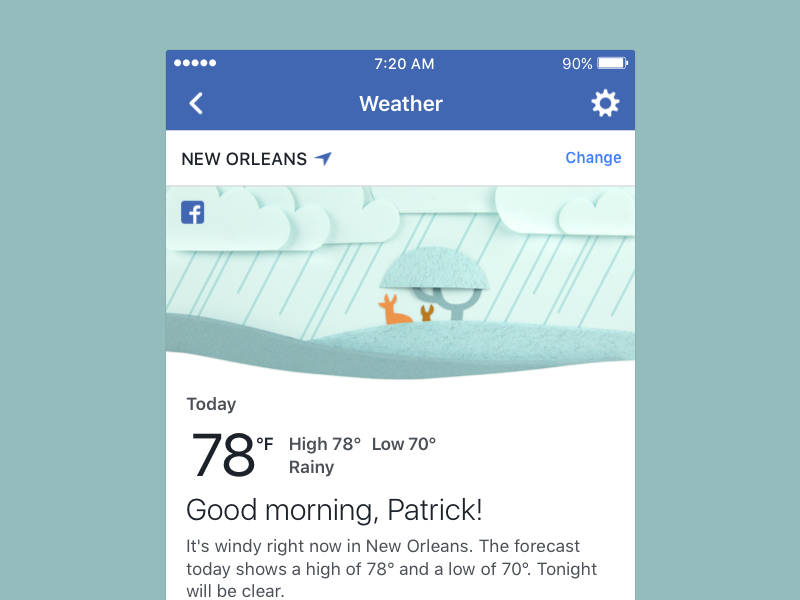 7:20 AM 90%
Weather
NEW ORLEANS Change
f
Today
78 °F High 78° Low 70°
Rainy
Good morning, Patrick!
It's windy right now in New Orleans. The forecast
today shows a high of 78° and a low of 70°. Tonight
will be clear.